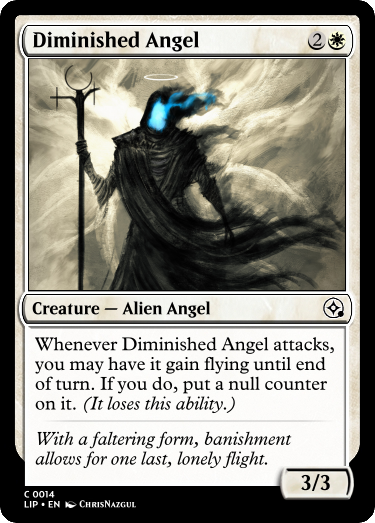 Diminished Angel 2
Creature — Alien Angel
Whenever Diminished Angel attacks,
you may have it gain flying until end
of turn. If you do, put a null counter
on it. (It loses this ability.)
With a faltering form, banishment
allows for one last, lonely flight.
3/3
C 0014
LIP • EN ChrisNazgul